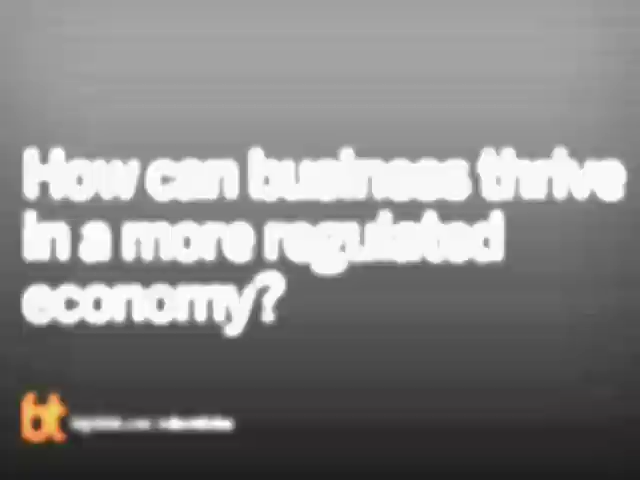 How can business thrive
in a more regulated
economy?
bt